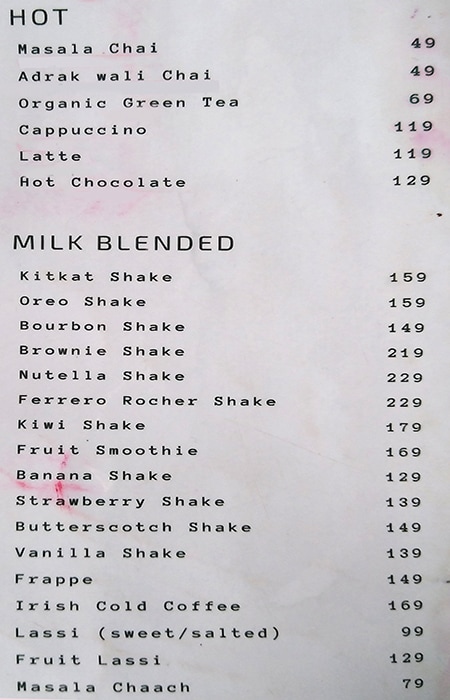 HOT
Masala Chai 49
Adrak wali Chai 49
Organic Green Tea 69
Cappuccino 119
Latte 119
Hot Chocolate 129
MILK BLENDED
Kitkat Shake 159
Oreo Shake 159
Bourbon Shake 149
Brownie Shake 219
Nutella Shake 229
Ferrero Rocher Shake 229
Kiwi Shake 179
Fruit Smoothie 169
Banana Shake 129
Strawberry Shake 139
Butterscotch Shake 149
Vanilla Shake 139
Frappe 149
Irish Cold Coffee 169
Lassi (sweet/salted) 99
Fruit Lassi 129
Masala Chaach 79